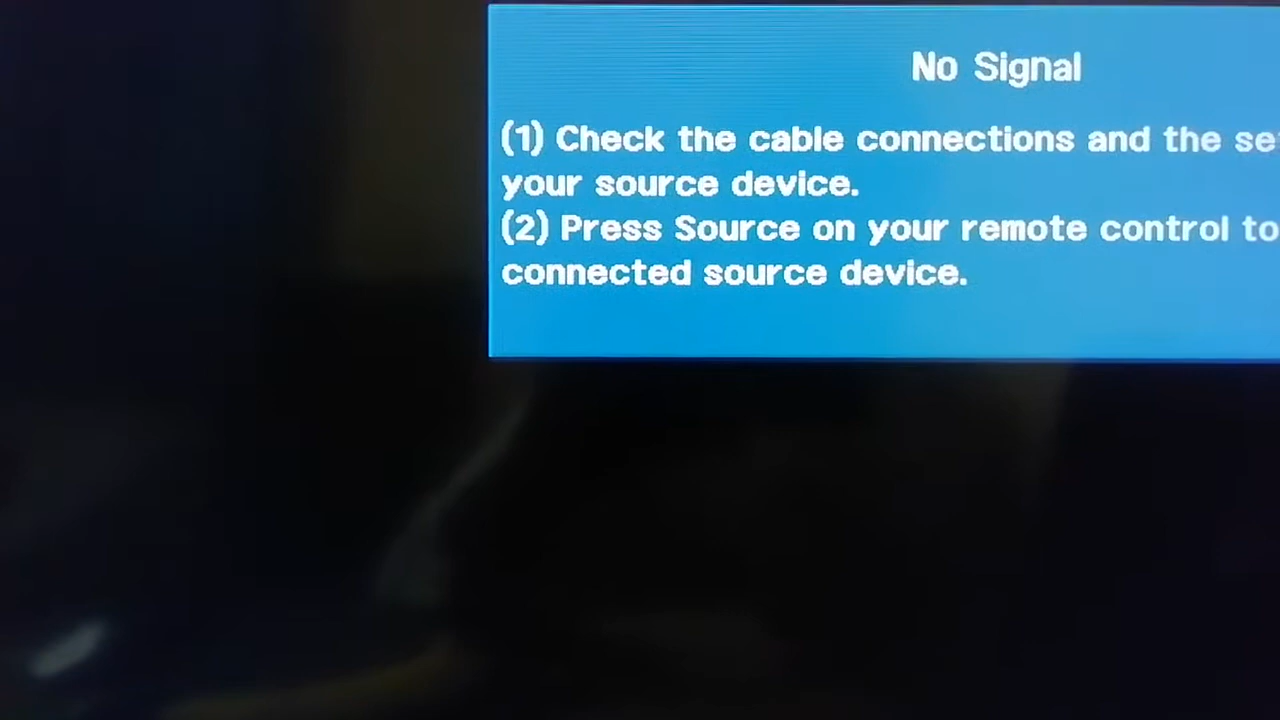 No Signal
(1) Check the cable connections and the
your source device.
(2) Press Source on your remote control to
connected source device.